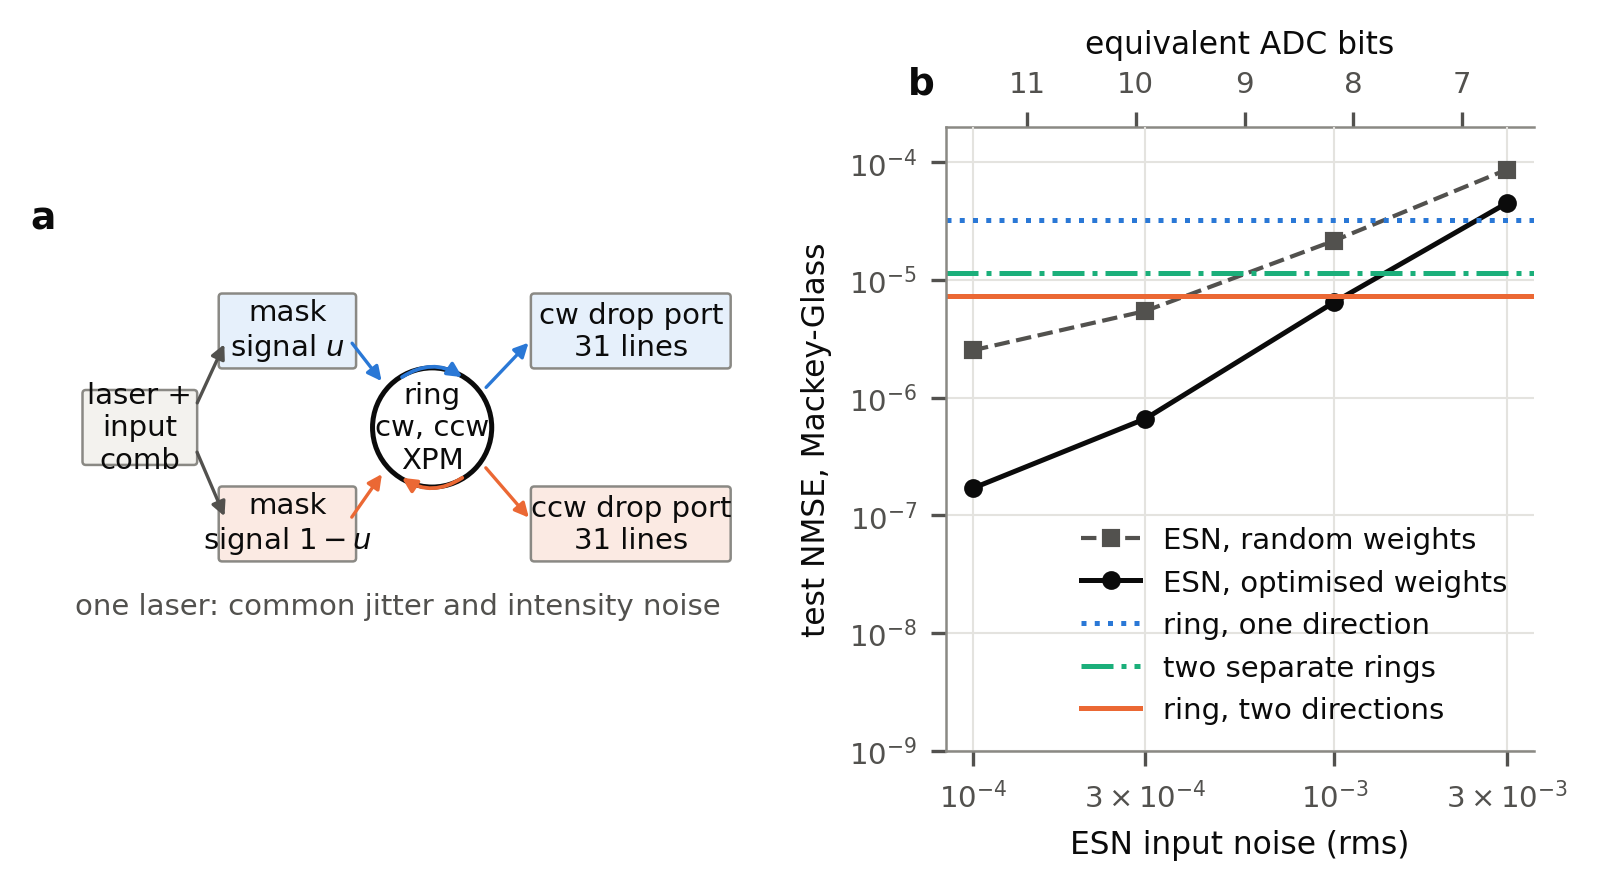 a
laser +
input
comb
mask
signal u
mask
signal 1 − u
ring
cw, ccw
XPM
cw drop port
31 lines
ccw drop port
31 lines
one laser: common jitter and intensity noise
b
equivalent ADC bits
11 10 9 8 7
test NMSE, Mackey-Glass
10⁻⁴
10⁻⁵
10⁻⁶
10⁻⁷
10⁻⁸
10⁻⁹
ESN, random weights
ESN, optimised weights
ring, one direction
two separate rings
ring, two directions
10⁻⁴ 3 × 10⁻⁴ 10⁻³ 3 × 10⁻³
ESN input noise (rms)